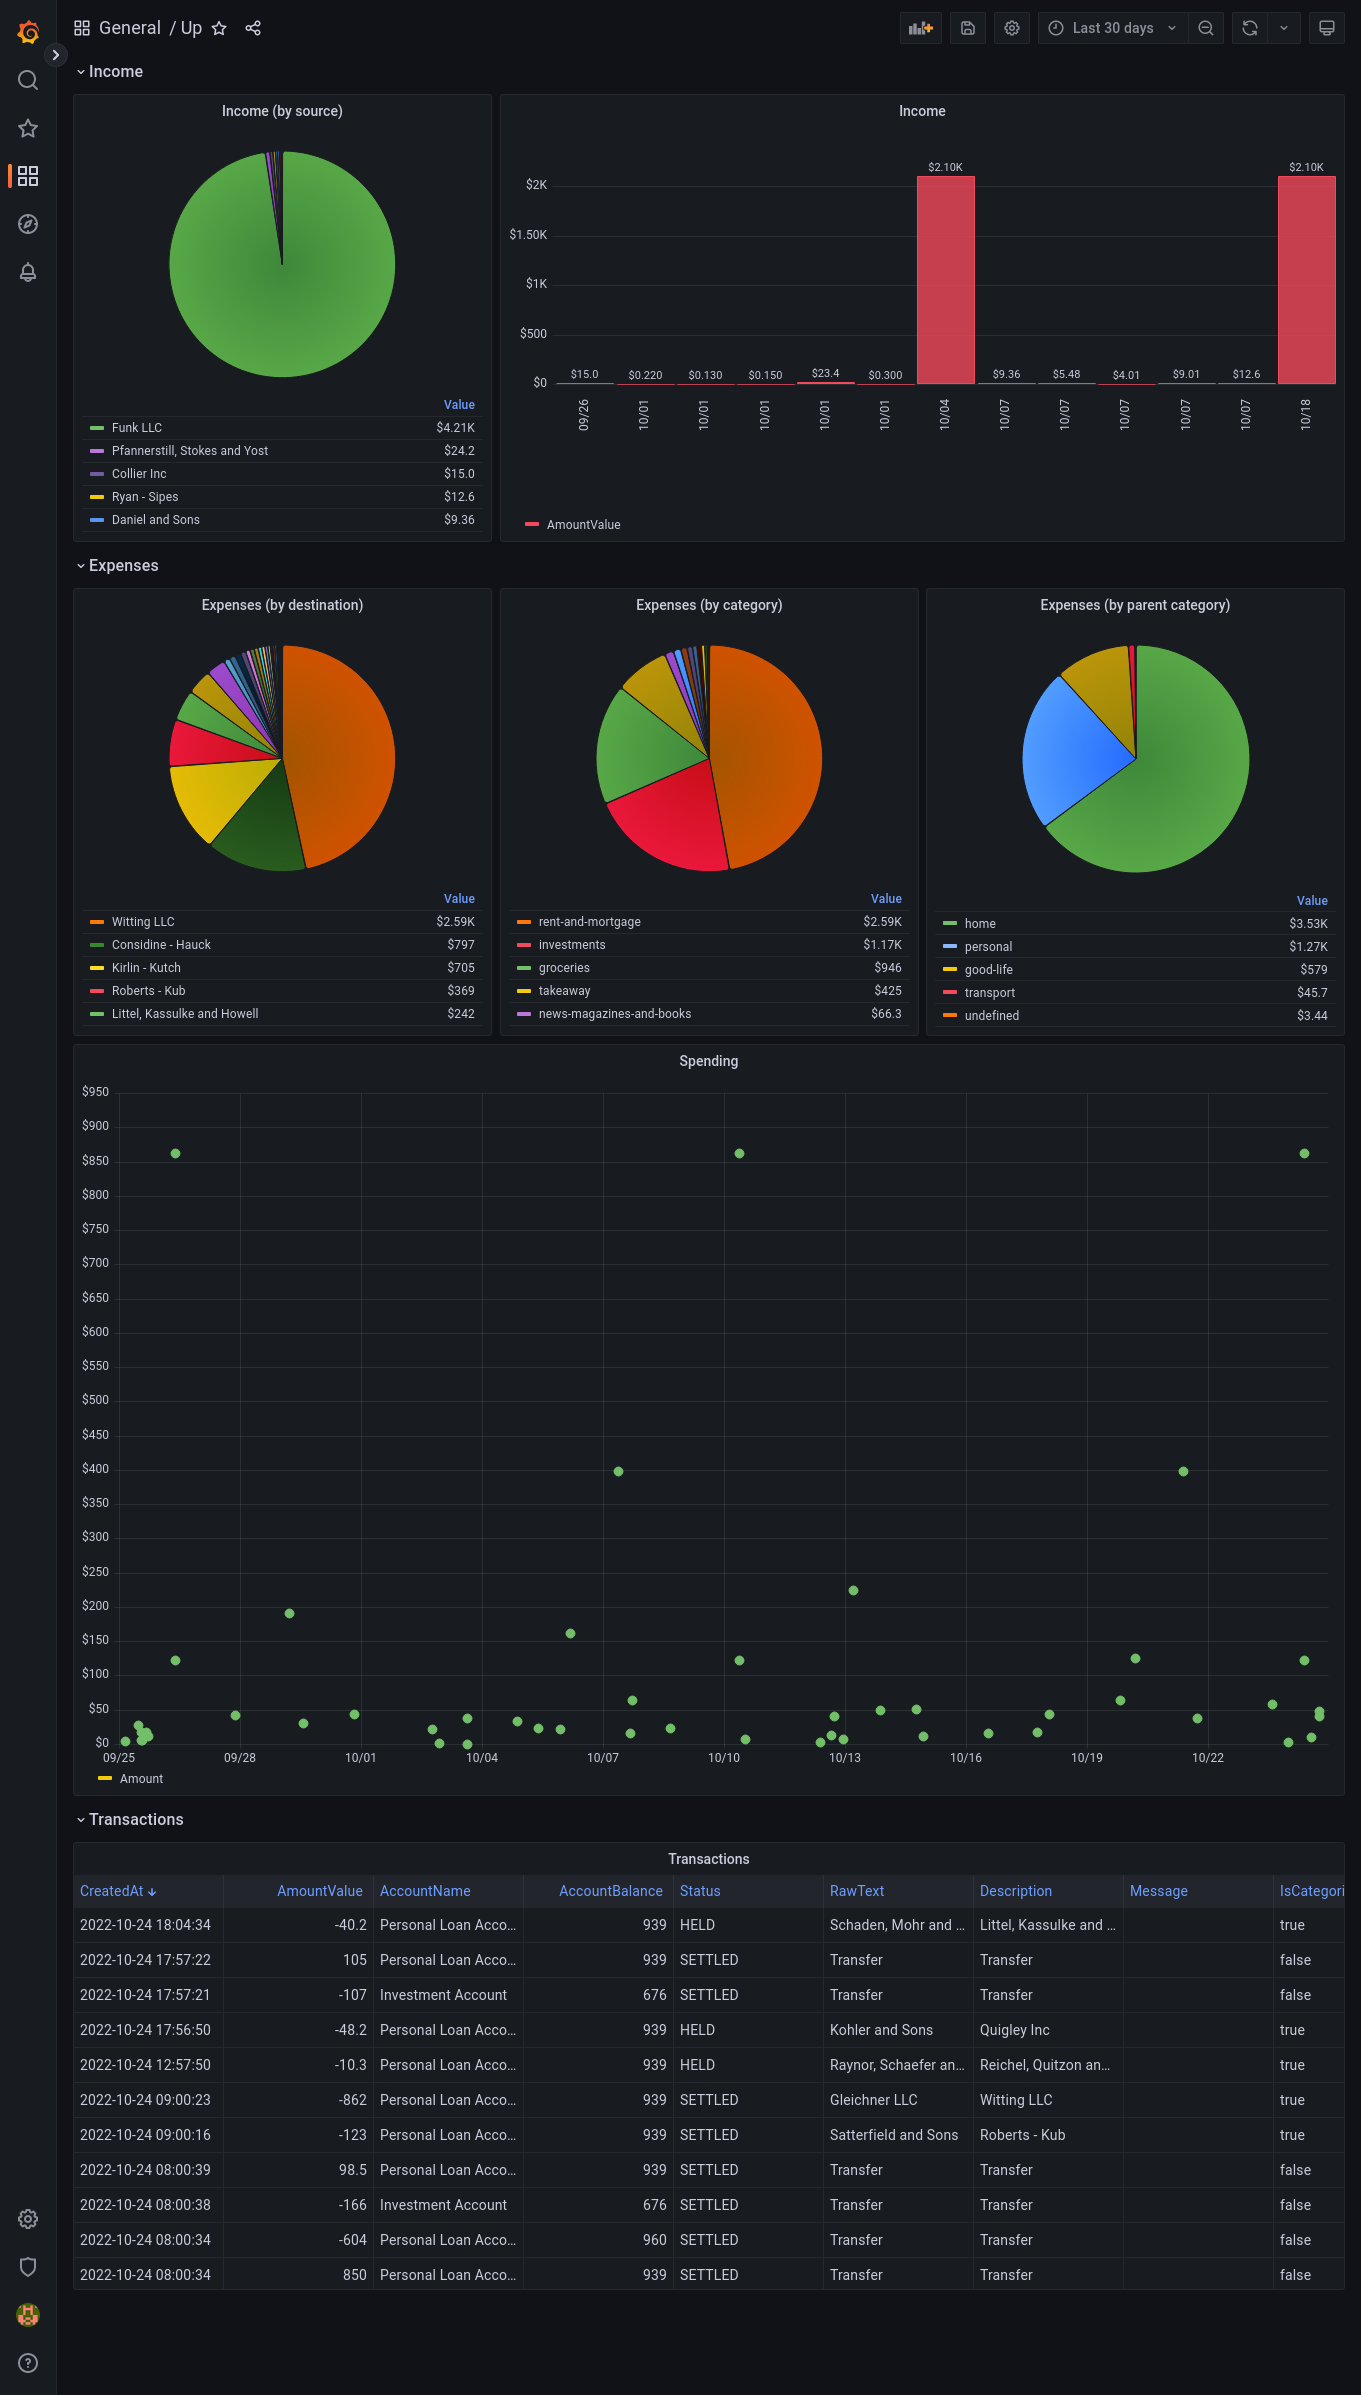 General / Up
Last 30 days
Income
Income (by source)
Value
Funk LLC $4.21K
Pfannerstill, Stokes and Yost $24.2
Collier Inc $15.0
Ryan - Sipes $12.6
Daniel and Sons $9.36
Income
$2K
$1.50K
$1K
$500
$0
$15.0 $0.220 $0.130 $0.150 $23.4 $0.300 $2.10K $9.36 $5.48 $4.01 $9.01 $12.6 $2.10K
09/26 10/01 10/01 10/01 10/01 10/01 10/04 10/07 10/07 10/07 10/07 10/07 10/18
AmountValue
Expenses
Expenses (by destination)
Value
Witting LLC $2.59K
Considine - Hauck $797
Kirlin - Kutch $705
Roberts - Kub $369
Littel, Kassulke and Howell $242
Expenses (by category)
Value
rent-and-mortgage $2.59K
investments $1.17K
groceries $946
takeaway $425
news-magazines-and-books $66.3
Expenses (by parent category)
Value
home $3.53K
personal $1.27K
good-life $579
transport $45.7
undefined $3.44
Spending
$950
$900
$850
$800
$750
$700
$650
$600
$550
$500
$450
$400
$350
$300
$250
$200
$150
$100
$50
$0
09/25 09/28 10/01 10/04 10/07 10/10 10/13 10/16 10/19 10/22
Amount
Transactions
Transactions
CreatedAt AmountValue AccountName AccountBalance Status RawText Description Message IsCategori
2022-10-24 18:04:34 -40.2 Personal Loan Acco... 939 HELD Schaden, Mohr and ... Littel, Kassulke and ... true
2022-10-24 17:57:22 105 Personal Loan Acco... 939 SETTLED Transfer Transfer false
2022-10-24 17:57:21 -107 Investment Account 676 SETTLED Transfer Transfer false
2022-10-24 17:56:50 -48.2 Personal Loan Acco... 939 HELD Kohler and Sons Quigley Inc true
2022-10-24 12:57:50 -10.3 Personal Loan Acco... 939 HELD Raynor, Schaefer an... Reichel, Quitzon an... true
2022-10-24 09:00:23 -862 Personal Loan Acco... 939 SETTLED Gleichner LLC Witting LLC true
2022-10-24 09:00:16 -123 Personal Loan Acco... 939 SETTLED Satterfield and Sons Roberts - Kub true
2022-10-24 08:00:39 98.5 Personal Loan Acco... 939 SETTLED Transfer Transfer false
2022-10-24 08:00:38 -166 Investment Account 676 SETTLED Transfer Transfer false
2022-10-24 08:00:34 -604 Personal Loan Acco... 960 SETTLED Transfer Transfer false
2022-10-24 08:00:34 850 Personal Loan Acco... 939 SETTLED Transfer Transfer false